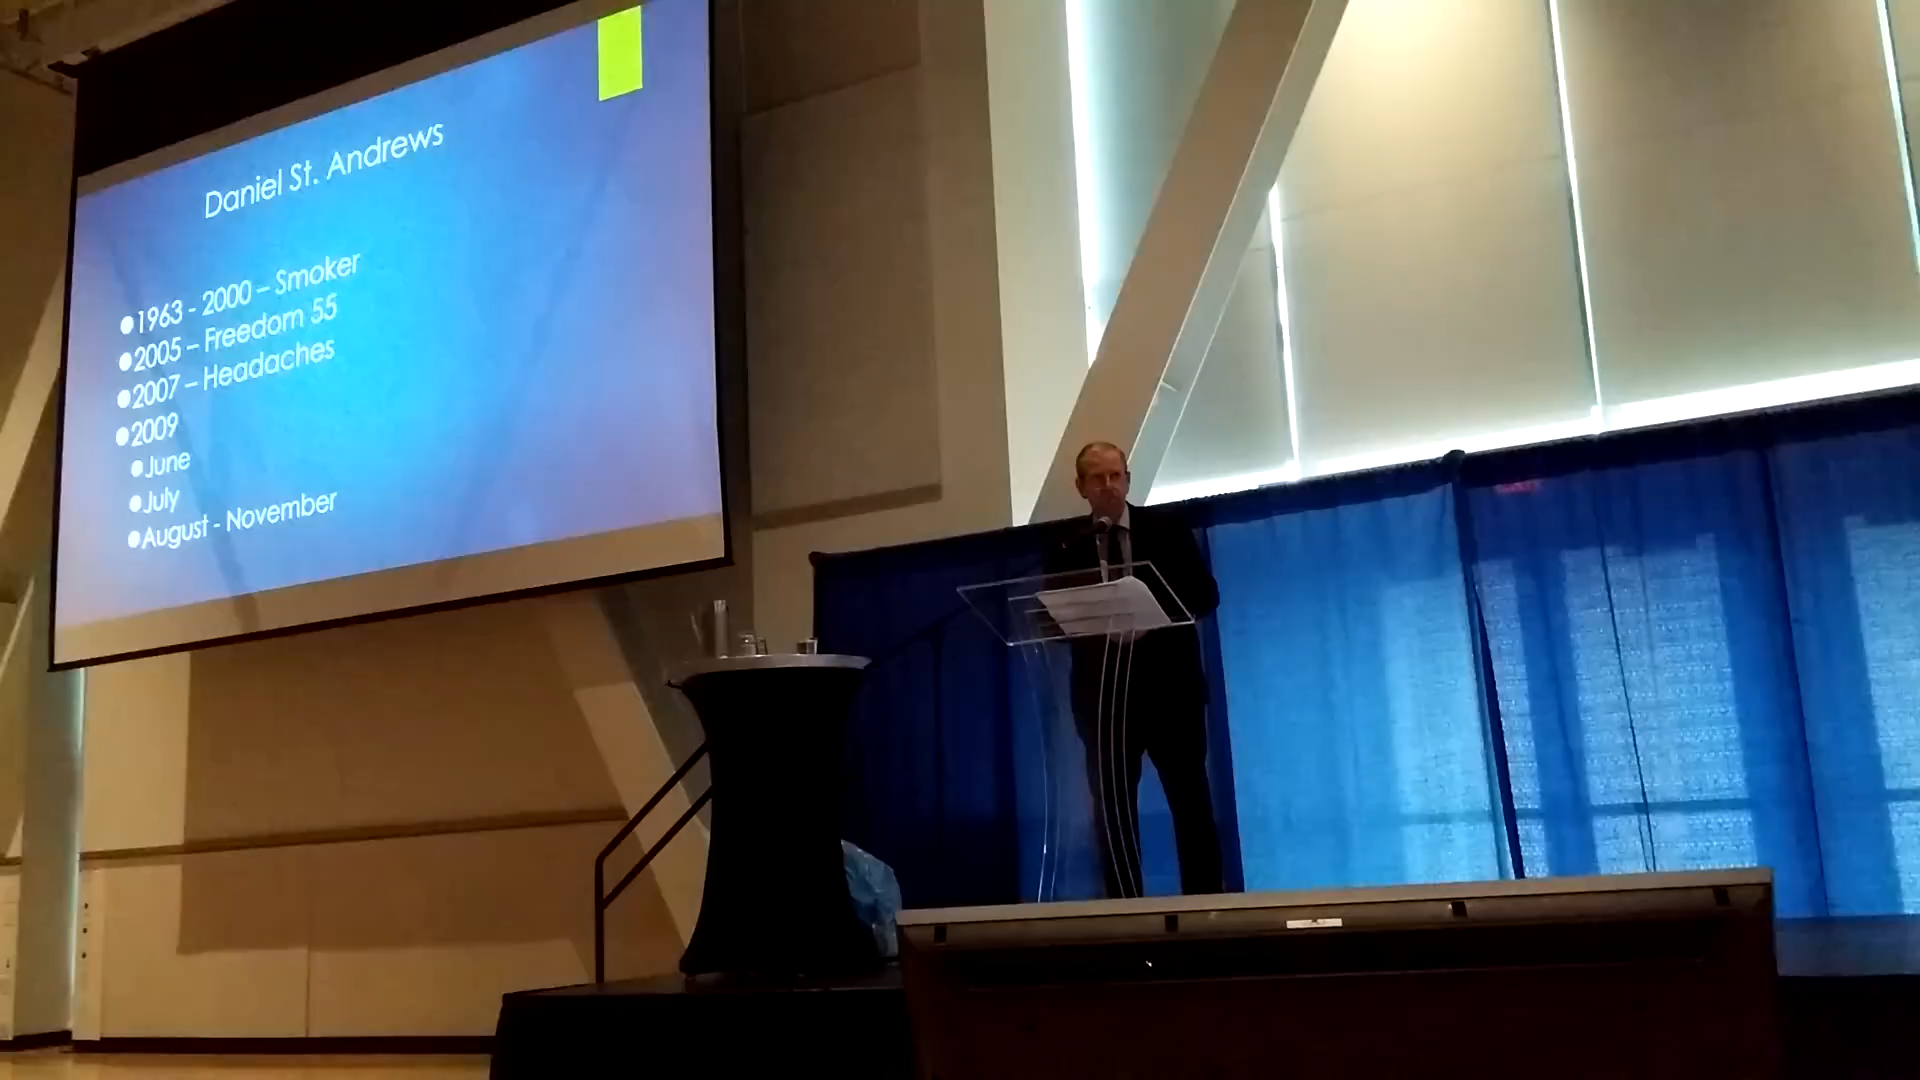 Daniel St. Andrews
●1963 - 2000 – Smoker
●2005 – Freedom 55
●2007 – Headaches
●2009
●June
●July
●August - November